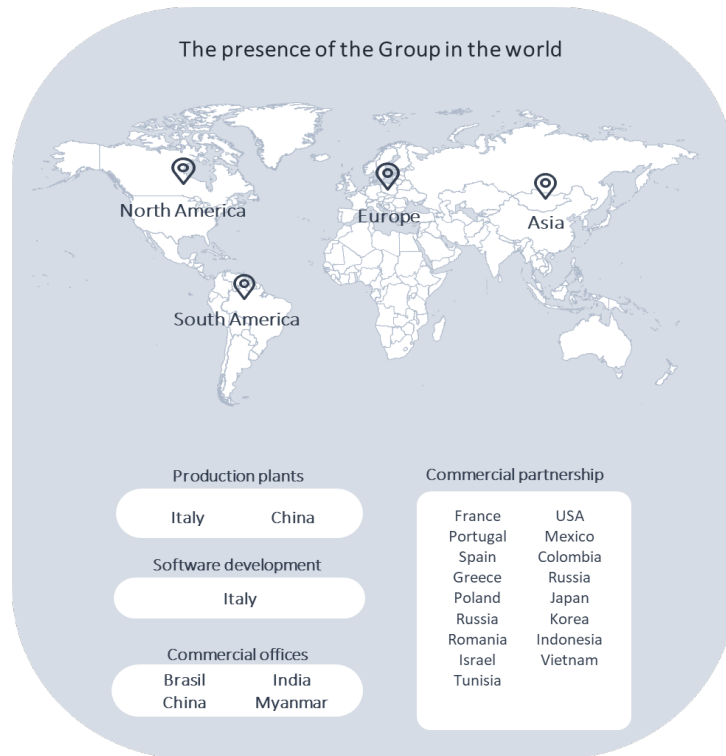 The presence of the Group in the world
North America
Europe
Asia
South America
Production plants
Italy China
Software development
Italy
Commercial offices
Brasil India
China Myanmar
Commercial partnership
France USA
Portugal Mexico
Spain Colombia
Greece Russia
Poland Japan
Russia Korea
Romania Indonesia
Israel Vietnam
Tunisia